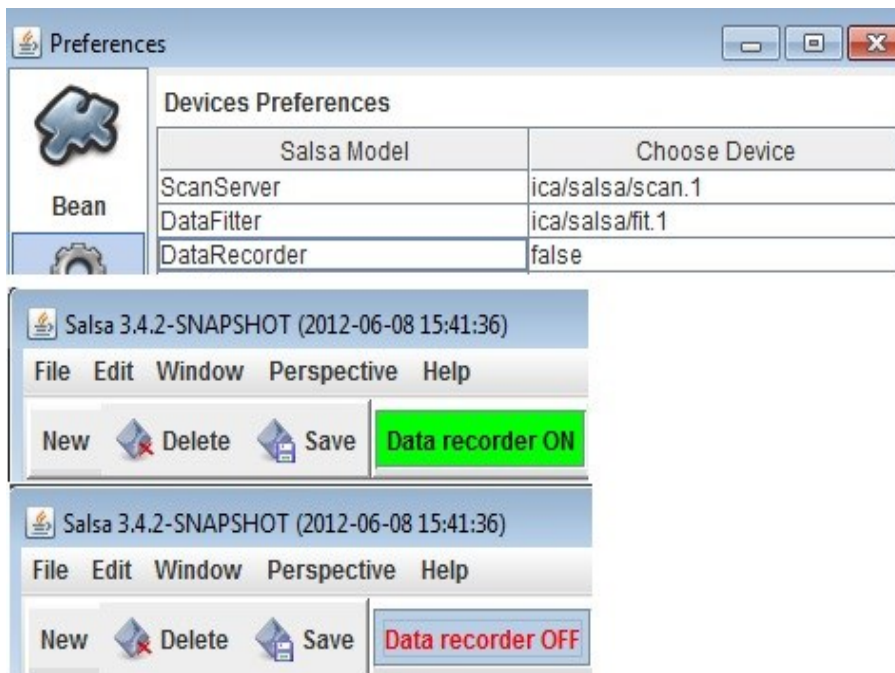 Preferences
Devices Preferences
Salsa Model Choose Device
Bean
ScanServer ica/salsa/scan.1
DataFitter ica/salsa/fit.1
DataRecorder false
Salsa 3.4.2-SNAPSHOT (2012-06-08 15:41:36)
File Edit Window Perspective Help
New Delete Save Data recorder ON
Salsa 3.4.2-SNAPSHOT (2012-06-08 15:41:36)
File Edit Window Perspective Help
New Delete Save Data recorder OFF